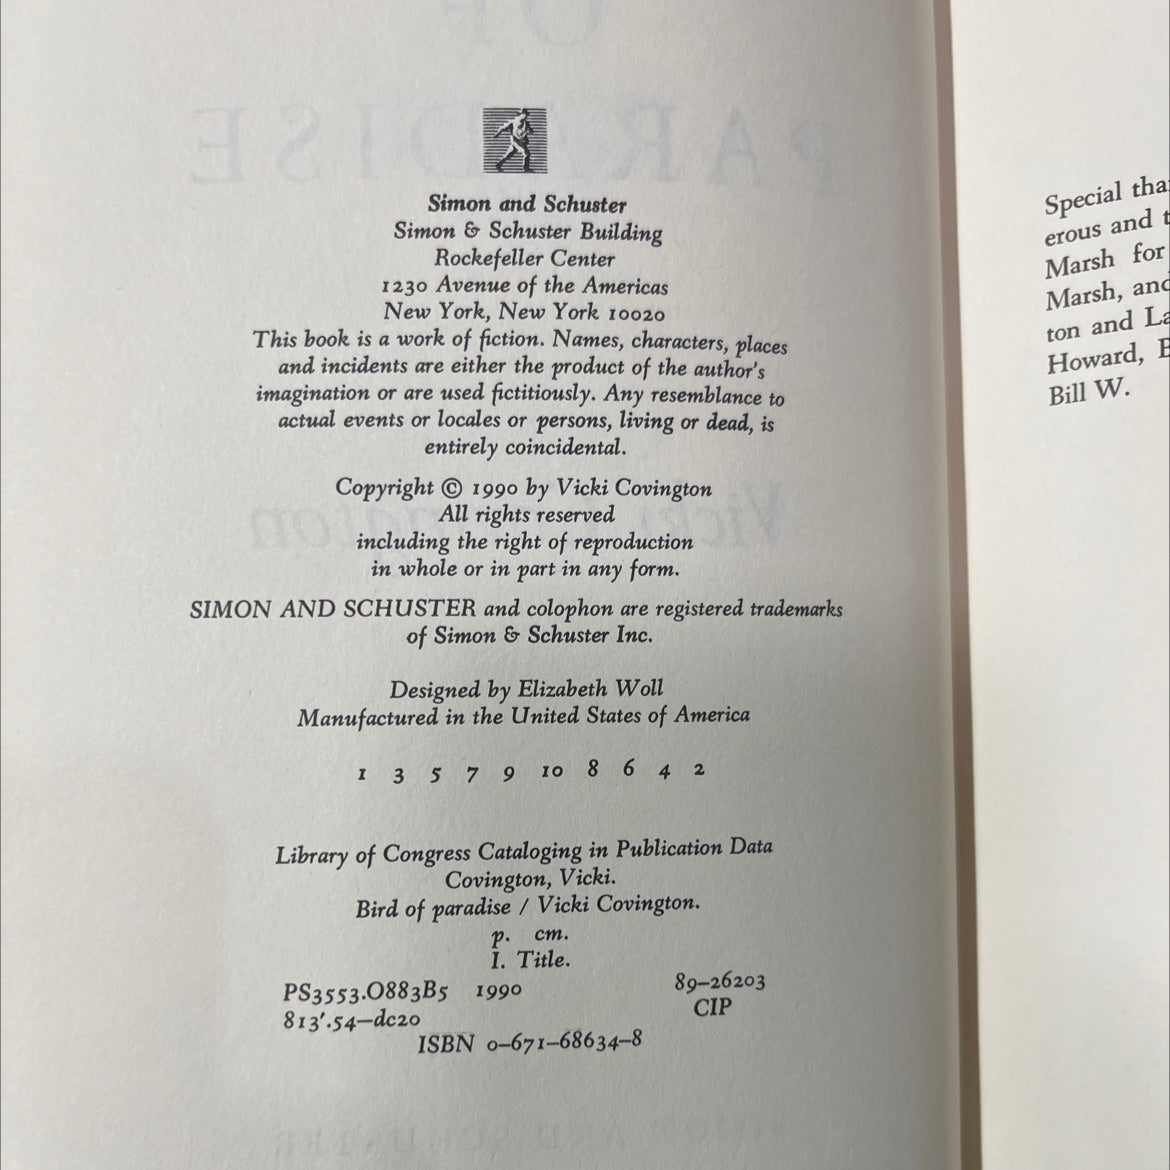 Simon and Schuster
Simon & Schuster Building
Rockefeller Center
1230 Avenue of the Americas
New York, New York 10020
This book is a work of fiction. Names, characters, places
and incidents are either the product of the author's
imagination or are used fictitiously. Any resemblance to
actual events or locales or persons, living or dead, is
entirely coincidental.
Copyright © 1990 by Vicki Covington
All rights reserved
including the right of reproduction
in whole or in part in any form.
SIMON AND SCHUSTER and colophon are registered trademarks
of Simon & Schuster Inc.
Designed by Elizabeth Woll
Manufactured in the United States of America
1 3 5 7 9 10 8 6 4 2
Library of Congress Cataloging in Publication Data
Covington, Vicki.
Bird of paradise / Vicki Covington.
p. cm.
I. Title.
PS3553.O883B5 1990 89–26203
813'.54—dc20 CIP
ISBN 0–671–68634–8
Special
erous and
Marsh for
Marsh, and
ton and
Howard,
Bill W.